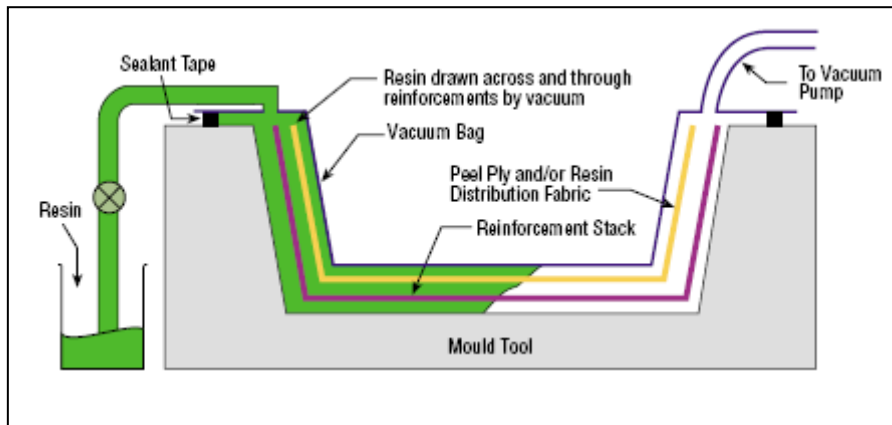 Sealant Tape
Resin drawn across and through
reinforcements by vacuum
To Vacuum
Pump
Vacuum Bag
Peel Ply and/or Resin
Distribution Fabric
Resin
Reinforcement Stack
Mould Tool